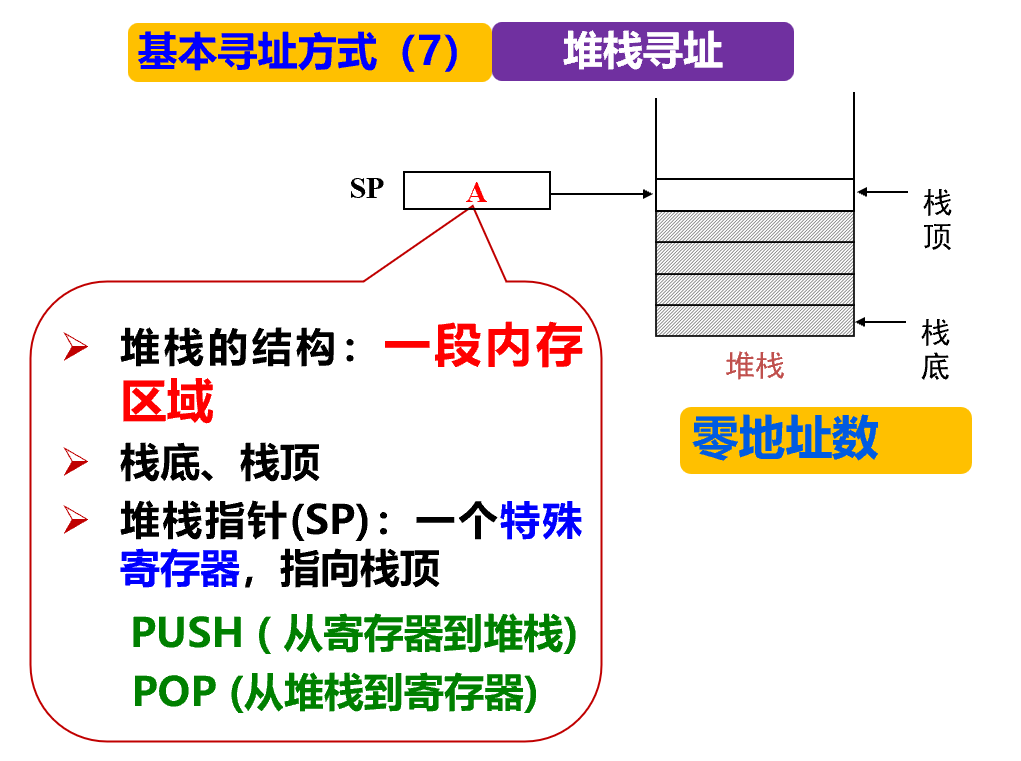 基本寻址方式（7）
堆栈寻址
SP
A
栈
顶
栈
底
堆栈
零地址数
堆栈的结构：一段内存
区域
栈底、栈顶
堆栈指针(SP)：一个特殊
寄存器，指向栈顶
PUSH ( 从寄存器到堆栈)
POP (从堆栈到寄存器)